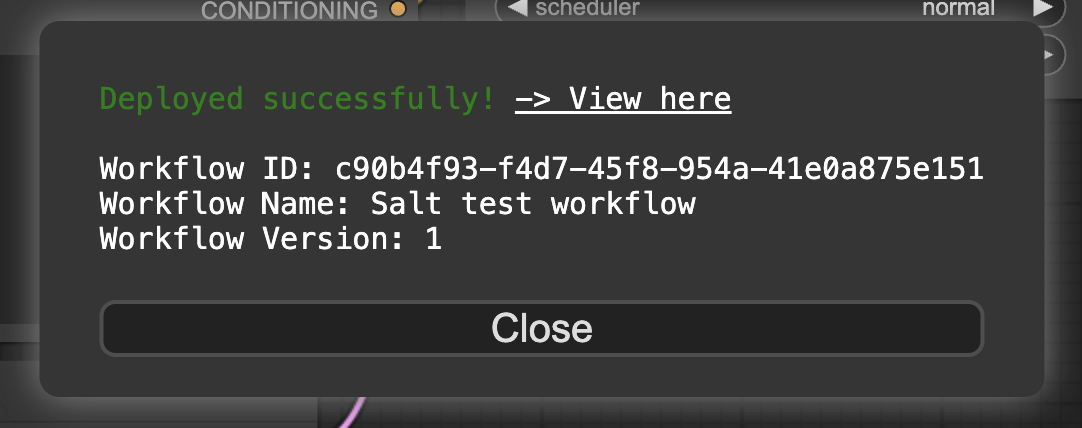 CONDITIONING
scheduler normal
Deployed successfully! -> View here
Workflow ID: c90b4f93-f4d7-45f8-954a-41e0a875e151
Workflow Name: Salt test workflow
Workflow Version: 1
Close